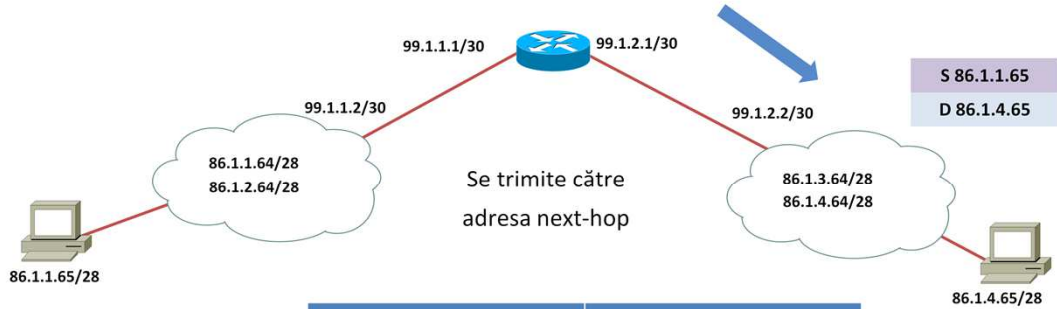 99.1.1.1/30
99.1.2.1/30
S 86.1.1.65
D 86.1.4.65
99.1.1.2/30
99.1.2.2/30
86.1.1.64/28
86.1.2.64/28
Se trimite către
adresa next-hop
86.1.3.64/28
86.1.4.64/28
86.1.1.65/28
86.1.4.65/28